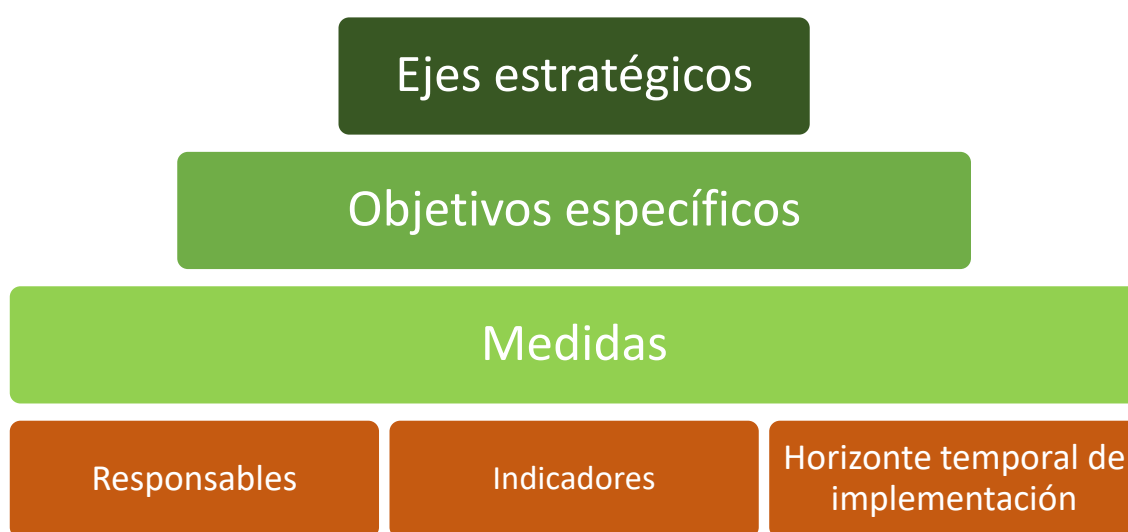 Ejes estratégicos
Objetivos específicos
Medidas
Responsables
Indicadores
Horizonte temporal de
implementación